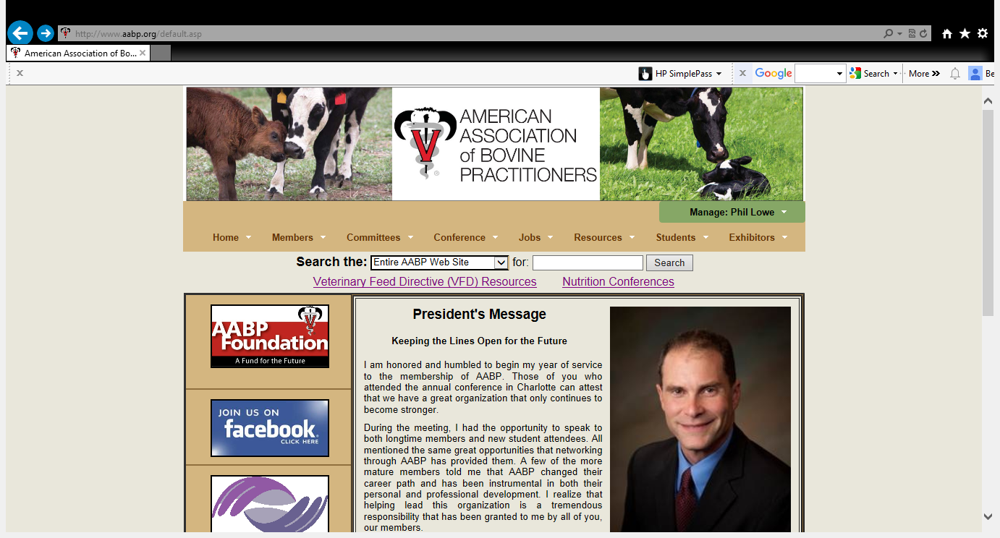 http://www.aabp.org/default.asp
American Association of Bo...
HP SimplePass
Google
Search
More
Be
AMERICAN
ASSOCIATION
of BOVINE
PRACTITIONERS
V
®
Manage: Phil Lowe
Home Members Committees Conference Jobs Resources Students Exhibitors
Search the: Entire AABP Web Site for: Search
Veterinary Feed Directive (VFD) Resources Nutrition Conferences
AABP
Foundation
A Fund for the Future
JOIN US ON
facebook.
CLICK HERE
President's Message
Keeping the Lines Open for the Future
I am honored and humbled to begin my year of service
to the membership of AABP. Those of you who
attended the annual conference in Charlotte can attest
that we have a great organization that only continues to
become stronger.
During the meeting, I had the opportunity to speak to
both longtime members and new student attendees. All
mentioned the same great opportunities that networking
through AABP has provided them. A few of the more
mature members told me that AABP changed their
career path and has been instrumental in both their
personal and professional development. I realize that
helping lead this organization is a tremendous
responsibility that has been granted to me by all of you,
our members.